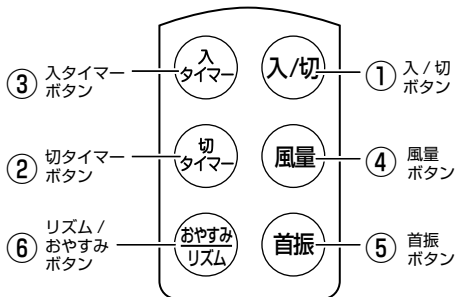 入
タイマー
入/切
③ 入タイマー
ボタン
① 入/切
ボタン
切
タイマー
風量
② 切タイマー
ボタン
④ 風量
ボタン
おやすみ
リズム
首振
⑥ リズム/
おやすみ
ボタン
⑤ 首振
ボタン